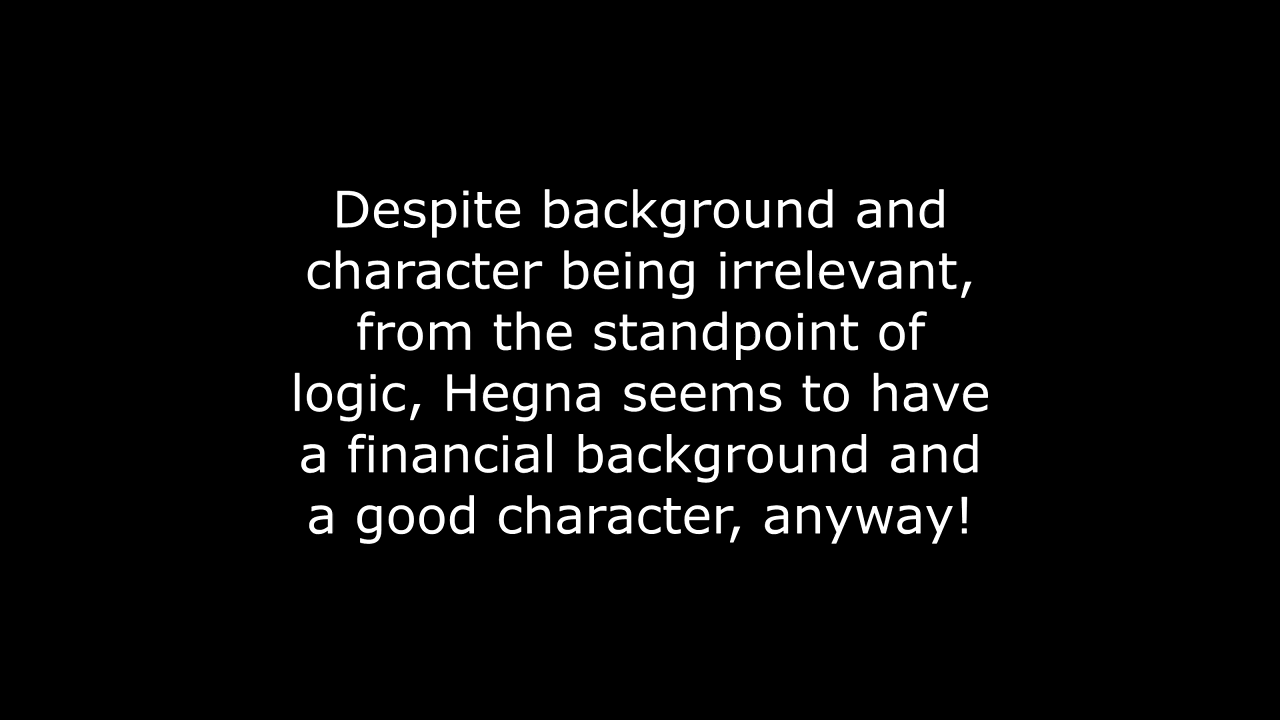 Despite background and
character being irrelevant,
from the standpoint of
logic, Hegna seems to have
a financial background and
a good character, anyway!